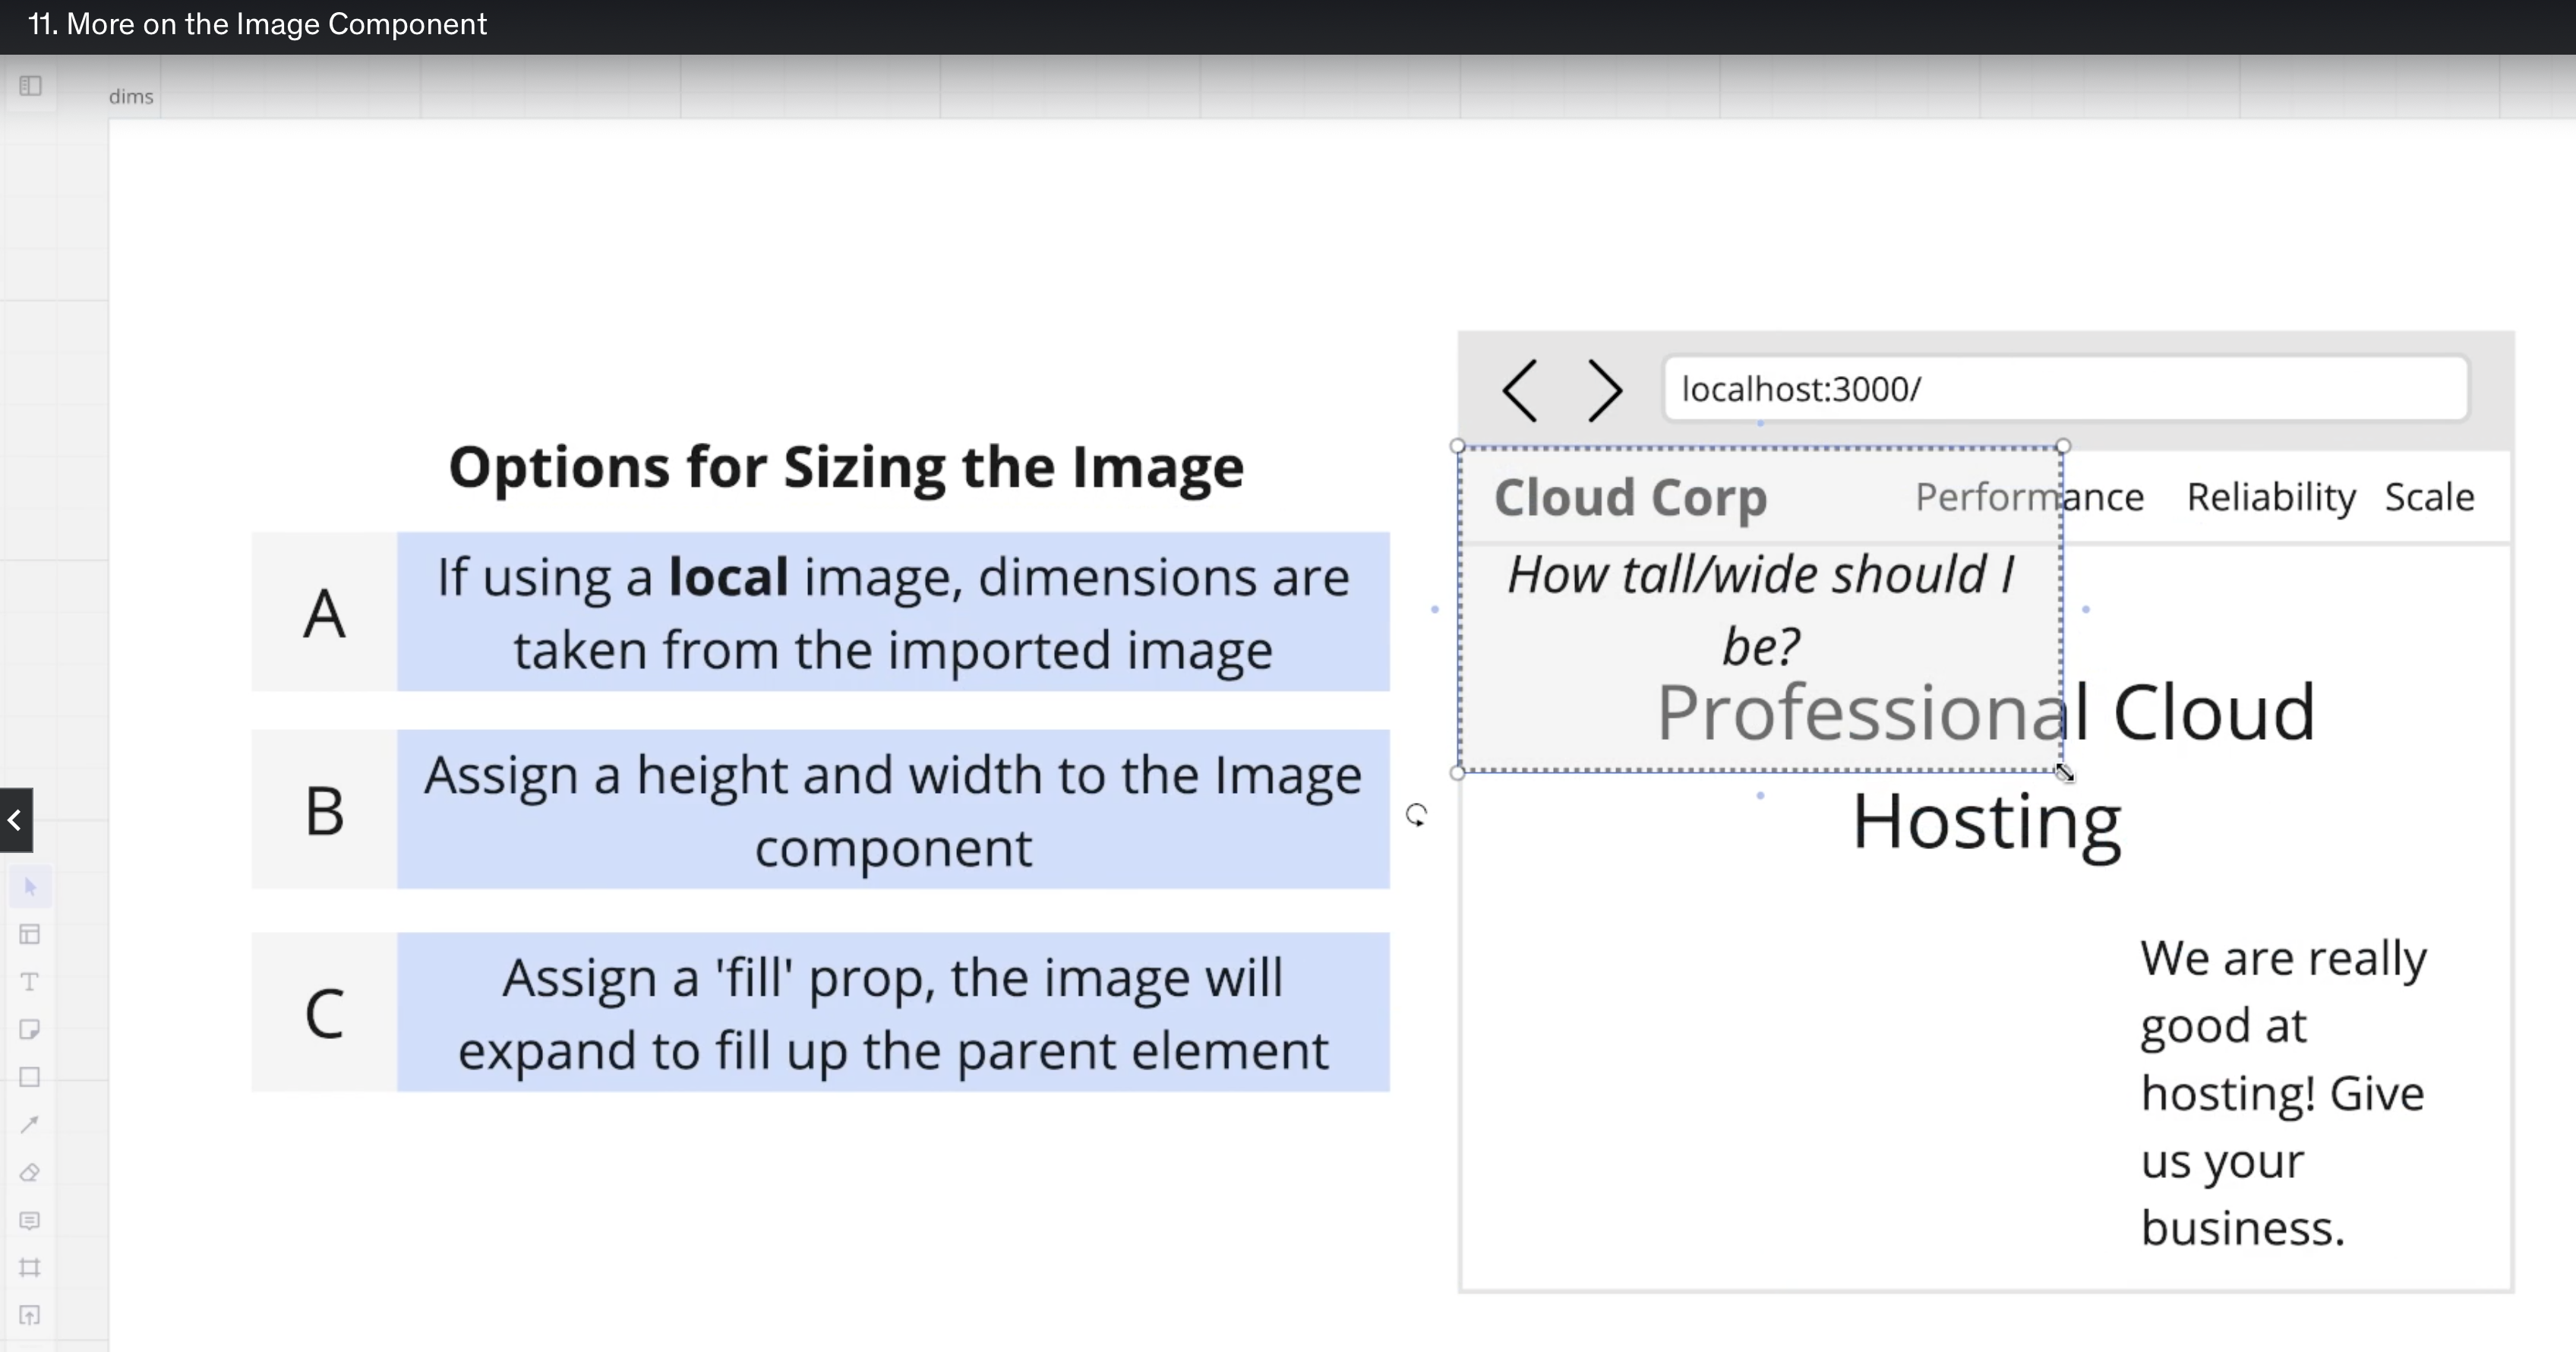 11. More on the Image Component
dims
Options for Sizing the Image
A
If using a local image, dimensions are
taken from the imported image
B
Assign a height and width to the Image
component
C
Assign a 'fill' prop, the image will
expand to fill up the parent element
localhost:3000/
Cloud Corp
Performance Reliability Scale
How tall/wide should I
be?
Professional Cloud
Hosting
We are really
good at
hosting! Give
us your
business.